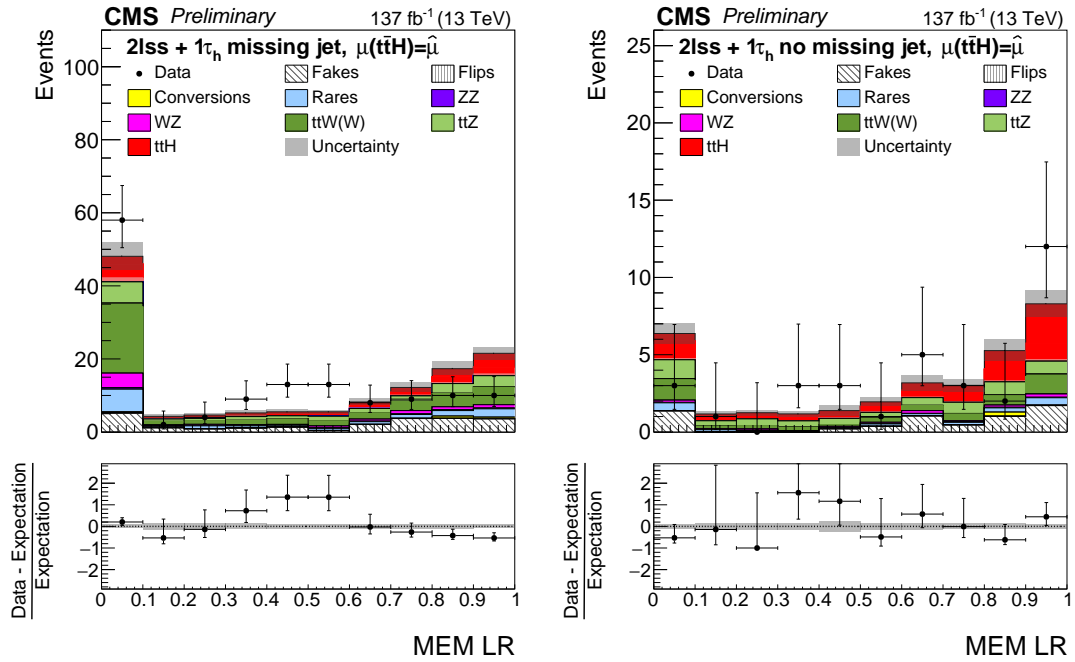 CMS Preliminary 137 fb⁻¹ (13 TeV)
2lss + 1τh missing jet, μ(tt̄H)=μ̂
Data Fakes Flips
Conversions Rares ZZ
WZ ttW(W) ttZ
ttH Uncertainty
Events
100
80
60
40
20
0
Data - Expectation
Expectation
2
1
0
−1
−2
0 0.1 0.2 0.3 0.4 0.5 0.6 0.7 0.8 0.9 1
MEM LR
CMS Preliminary 137 fb⁻¹ (13 TeV)
2lss + 1τh no missing jet, μ(tt̄H)=μ̂
Data Fakes Flips
Conversions Rares ZZ
WZ ttW(W) ttZ
ttH Uncertainty
Events
25
20
15
10
5
0
Data - Expectation
Expectation
2
1
0
−1
−2
0 0.1 0.2 0.3 0.4 0.5 0.6 0.7 0.8 0.9 1
MEM LR